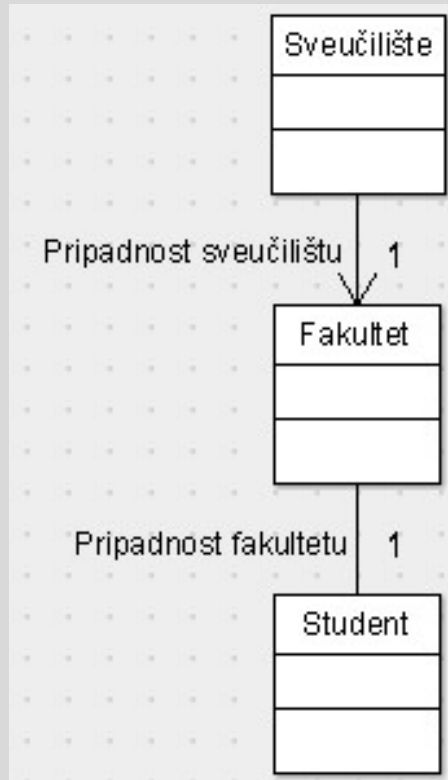 Sveučilište
Pripadnost sveučilištu 1
Fakultet
Pripadnost fakultetu 1
Student